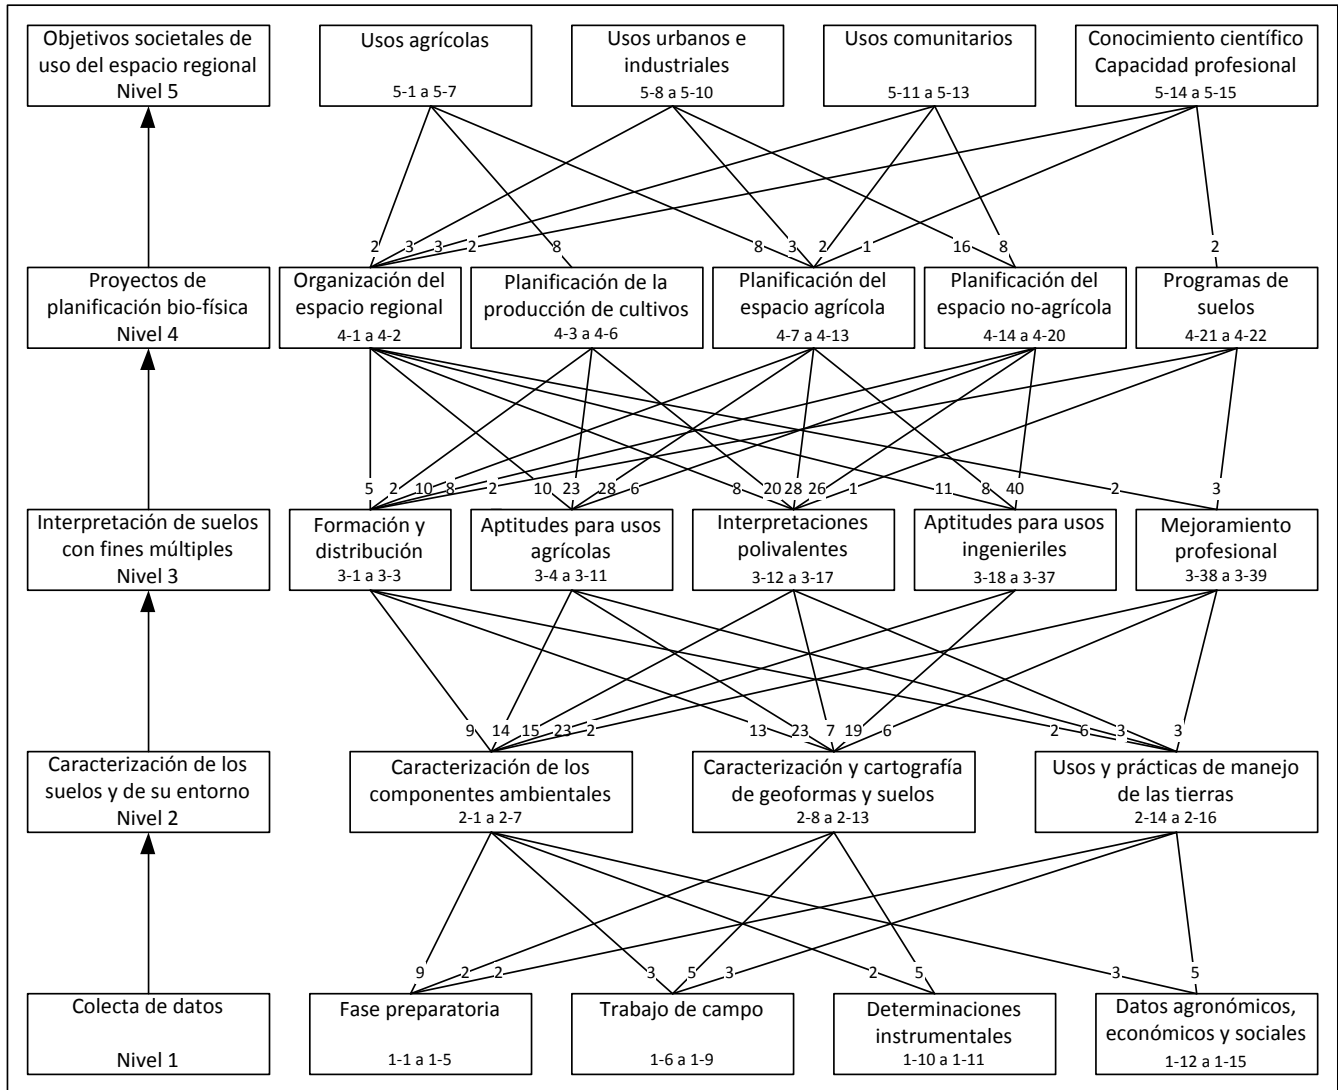 Objetivos societales de
uso del espacio regional
Nivel 5
Usos agrícolas
5-1 a 5-7
Usos urbanos e
industriales
5-8 a 5-10
Usos comunitarios
5-11 a 5-13
Conocimiento científico
Capacidad profesional
5-14 a 5-15
2 3 3 2 8 8 3 2 1 16 8 2
Proyectos de
planificación bio-física
Nivel 4
Organización del
espacio regional
4-1 a 4-2
Planificación de la
producción de cultivos
4-3 a 4-6
Planificación del
espacio agrícola
4-7 a 4-13
Planificación del
espacio no-agrícola
4-14 a 4-20
Programas de
suelos
4-21 a 4-22
5 2 10 8 2 10 23 28 6 8 20 28 26 1 11 8 40 2 3
Interpretación de suelos
con fines múltiples
Nivel 3
Formación y
distribución
3-1 a 3-3
Aptitudes para usos
agrícolas
3-4 a 3-11
Interpretaciones
polivalentes
3-12 a 3-17
Aptitudes para usos
ingenieriles
3-18 a 3-37
Mejoramiento
profesional
3-38 a 3-39
9 14 15 23 2 13 23 7 19 6 2 6 3 3
Caracterización de los
suelos y de su entorno
Nivel 2
Caracterización de los
componentes ambientales
2-1 a 2-7
Caracterización y cartografía
de geoformas y suelos
2-8 a 2-13
Usos y prácticas de manejo
de las tierras
2-14 a 2-16
9 2 2 3 5 3 2 5 3 5
Colecta de datos
Nivel 1
Fase preparatoria
1-1 a 1-5
Trabajo de campo
1-6 a 1-9
Determinaciones
instrumentales
1-10 a 1-11
Datos agronómicos,
económicos y sociales
1-12 a 1-15